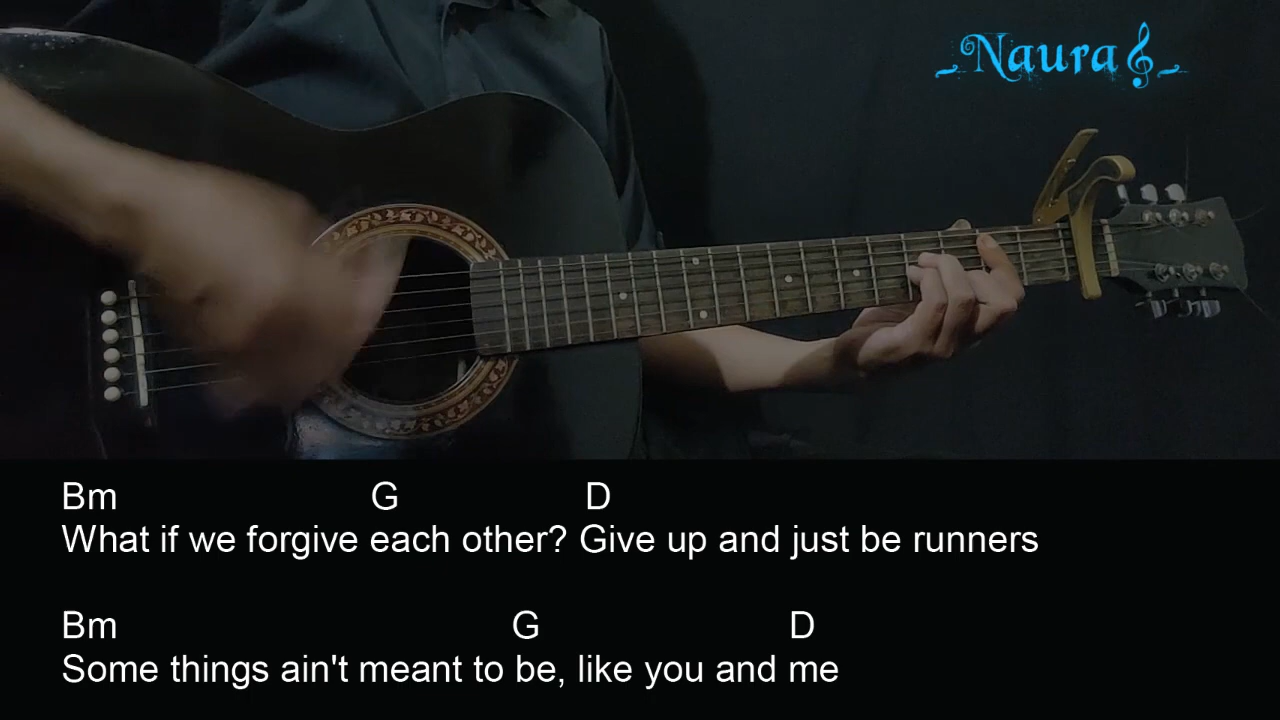 Naura
Bm G D
What if we forgive each other? Give up and just be runners
Bm G D
Some things ain't meant to be, like you and me